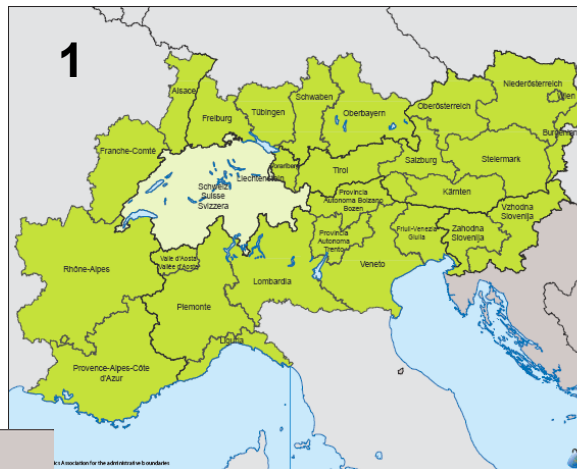 1
Alsace
Freiburg
Tübingen
Schwaben
Oberbayern
Oberösterreich
Niederösterreich
Wien
Franche-Comté
Vorarlberg
Tirol
Salzburg
Steiermark
Schweiz
Suisse
Svizzera
Liechtenstein
Provincia
Autonoma Bolzano
Bozen
Kärnten
Vzhodna
Slovenija
Provincia
Autonoma
Trento
Friuli-Venezia
Giulia
Zahodna
Slovenija
Rhône-Alpes
Valle d'Aosta
Vallée d'Aoste
Lombardia
Veneto
Piemonte
Liguria
Provence-Alpes-Côte
d'Azur
cs Association for the administrative boundaries